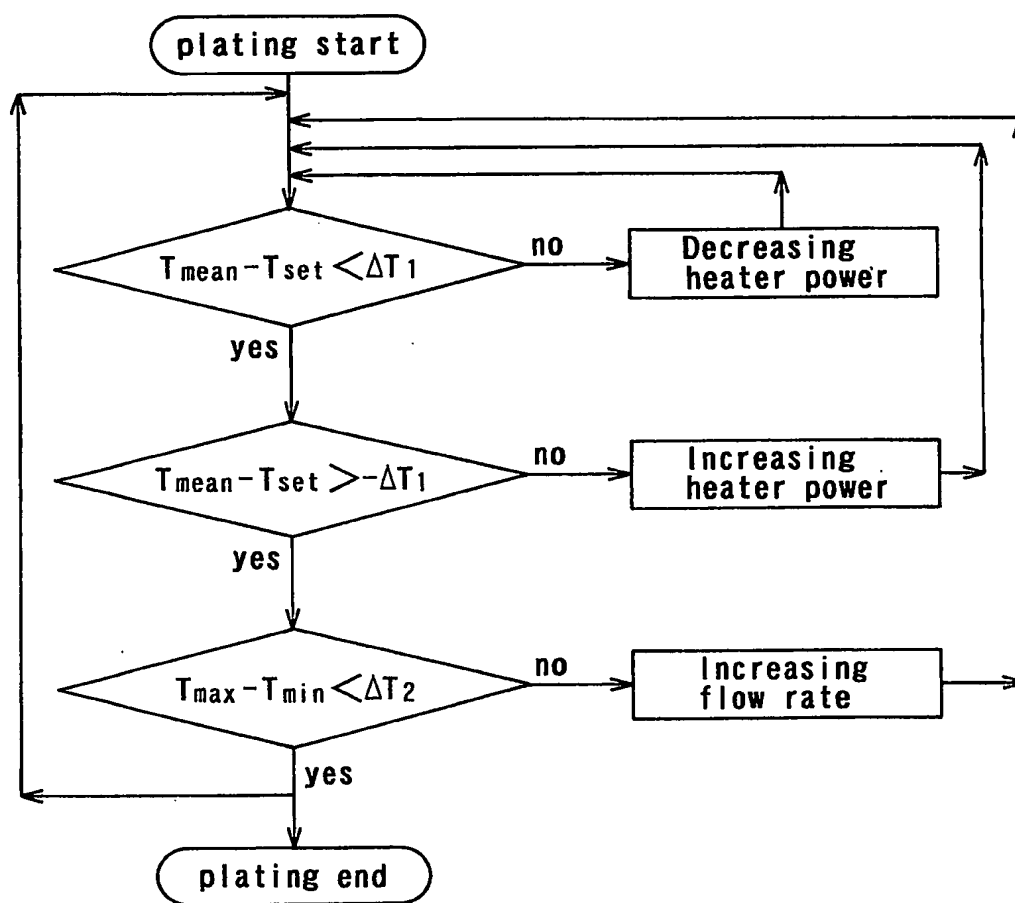 plating start
Tmean-Tset<ΔT1
no
Decreasing
heater power
yes
Tmean-Tset>-ΔT1
no
Increasing
heater power
yes
Tmax-Tmin<ΔT2
no
Increasing
flow rate
yes
plating end